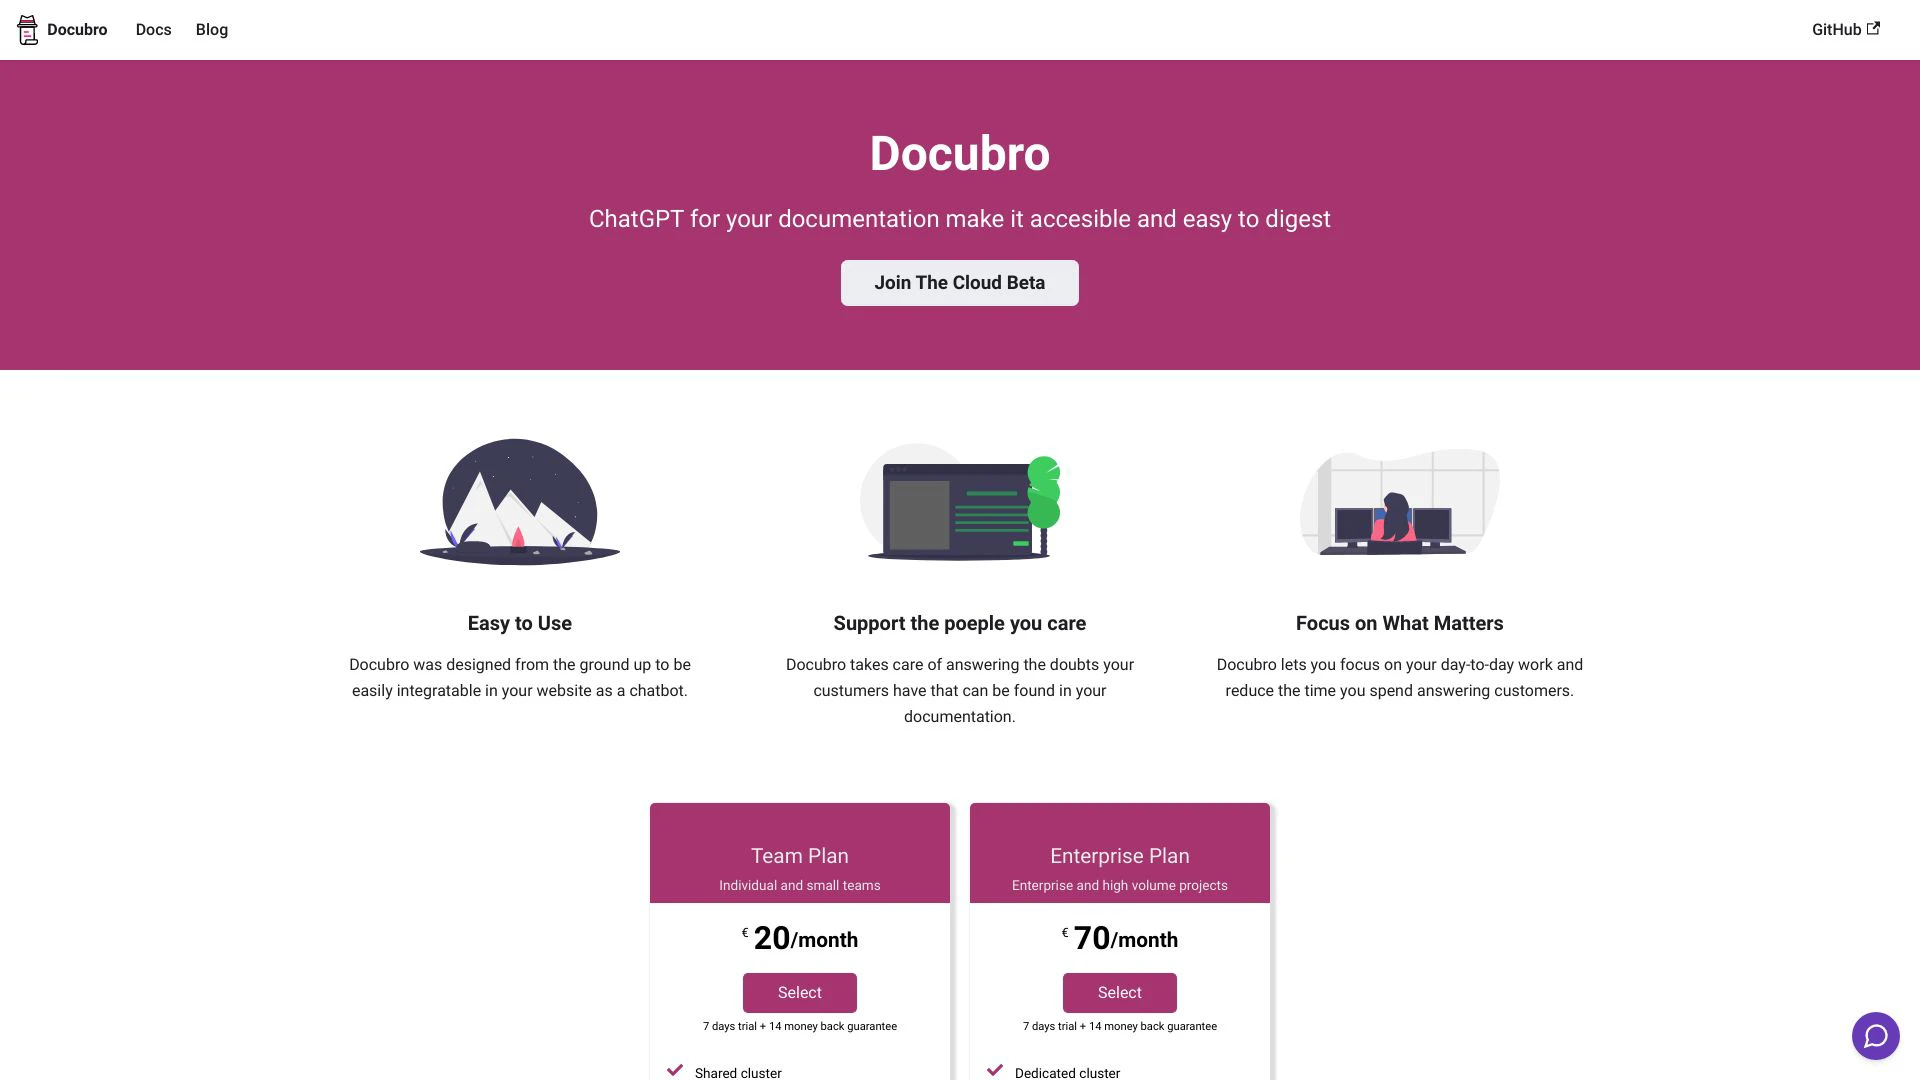 Docubro
Docs
Blog
GitHub
Docubro
ChatGPT for your documentation make it accesible and easy to digest
Join The Cloud Beta
Easy to Use
Docubro was designed from the ground up to be
easily integratable in your website as a chatbot.
Support the poeple you care
Docubro takes care of answering the doubts your
custumers have that can be found in your
documentation.
Focus on What Matters
Docubro lets you focus on your day-to-day work and
reduce the time you spend answering customers.
Team Plan
Individual and small teams
€ 20/month
Select
7 days trial + 14 money back guarantee
Shared cluster
Enterprise Plan
Enterprise and high volume projects
€ 70/month
Select
7 days trial + 14 money back guarantee
Dedicated cluster